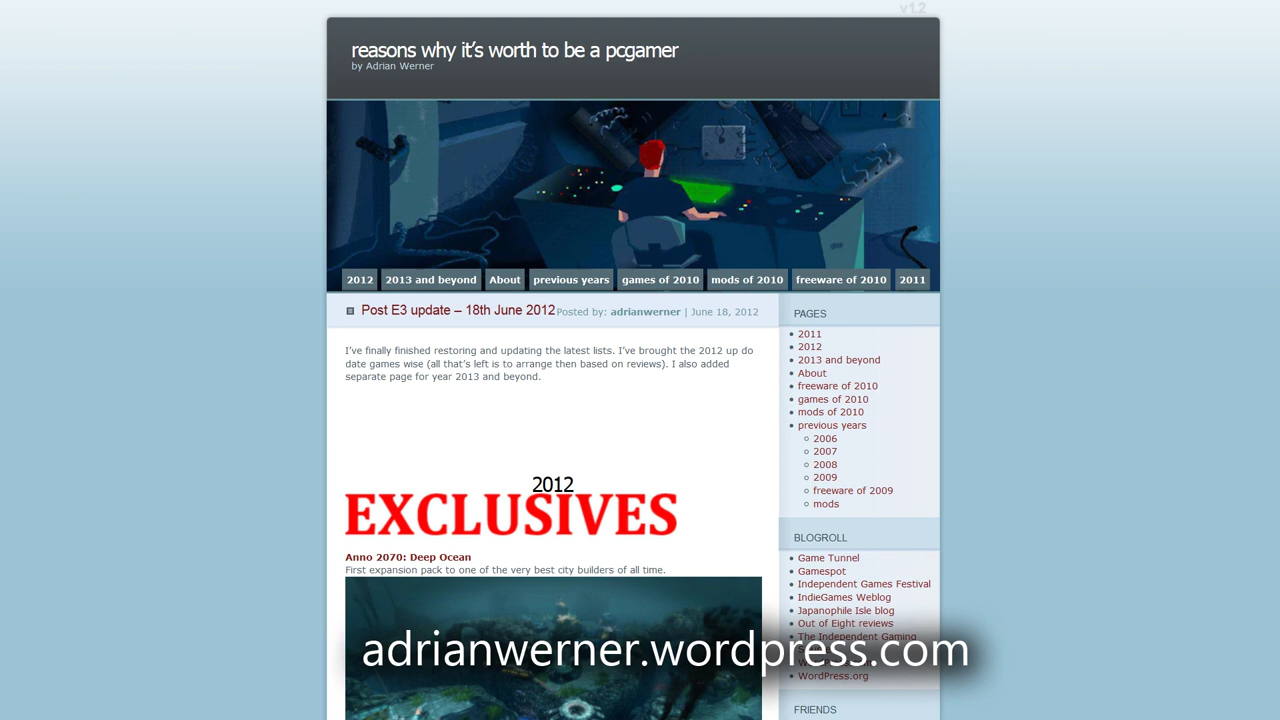 v1.2
reasons why it's worth to be a pcgamer
by Adrian Werner
2012 2013 and beyond About previous years games of 2010 mods of 2010 freeware of 2010 2011
Post E3 update – 18th June 2012 Posted by: adrianwerner | June 18, 2012
I've finally finished restoring and updating the latest lists. I've brought the 2012 up do
date games wise (all that's left is to arrange then based on reviews). I also added
separate page for year 2013 and beyond.
2012
EXCLUSIVES
Anno 2070: Deep Ocean
First expansion pack to one of the very best city builders of all time.
PAGES
2011
2012
2013 and beyond
About
freeware of 2010
games of 2010
mods of 2010
previous years
2006
2007
2008
2009
freeware of 2009
mods
BLOGROLL
Game Tunnel
Gamespot
Independent Games Festival
IndieGames Weblog
Japanophile Isle blog
Out of Eight reviews
The Independent Gaming
WordPress.org
FRIENDS
adrianwerner.wordpress.com